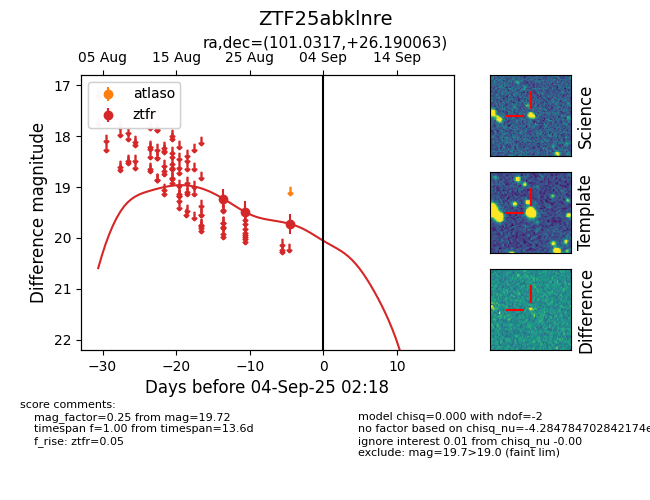 ZTF25abklnre
ra,dec=(101.0317,+26.190063)
05 Aug 15 Aug 25 Aug 04 Sep 14 Sep
17
18
19
20
21
22
Difference magnitude
atlaso
ztfr
−30 −20 −10 0 10
Days before 04-Sep-25 02:18
Science
Template
Difference
score comments:
mag_factor=0.25 from mag=19.72
timespan f=1.00 from timespan=13.6d
f_rise: ztfr=0.05
model chisq=0.000 with ndof=-2
no factor based on chisq_nu=-4.284784702842174e
ignore interest 0.01 from chisq_nu -0.00
exclude: mag=19.7>19.0 (faint lim)